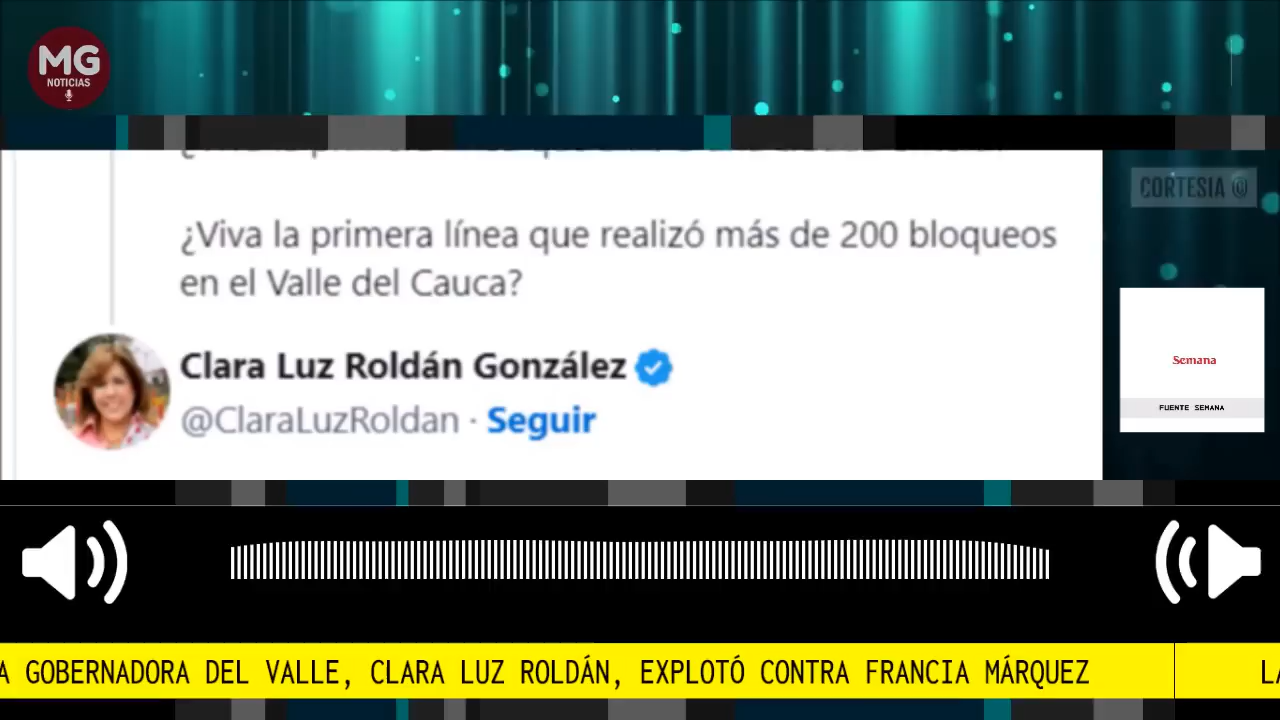 MG
NOTICIAS
CORTESIA @
¿Viva la primera línea que realizó más de 200 bloqueos
en el Valle del Cauca?
Clara Luz Roldán González
@ClaraLuzRoldan · Seguir
Semana
FUENTE SEMANA
A GOBERNADORA DEL VALLE, CLARA LUZ ROLDÁN, EXPLOTÓ CONTRA FRANCIA MÁRQUEZ
LA